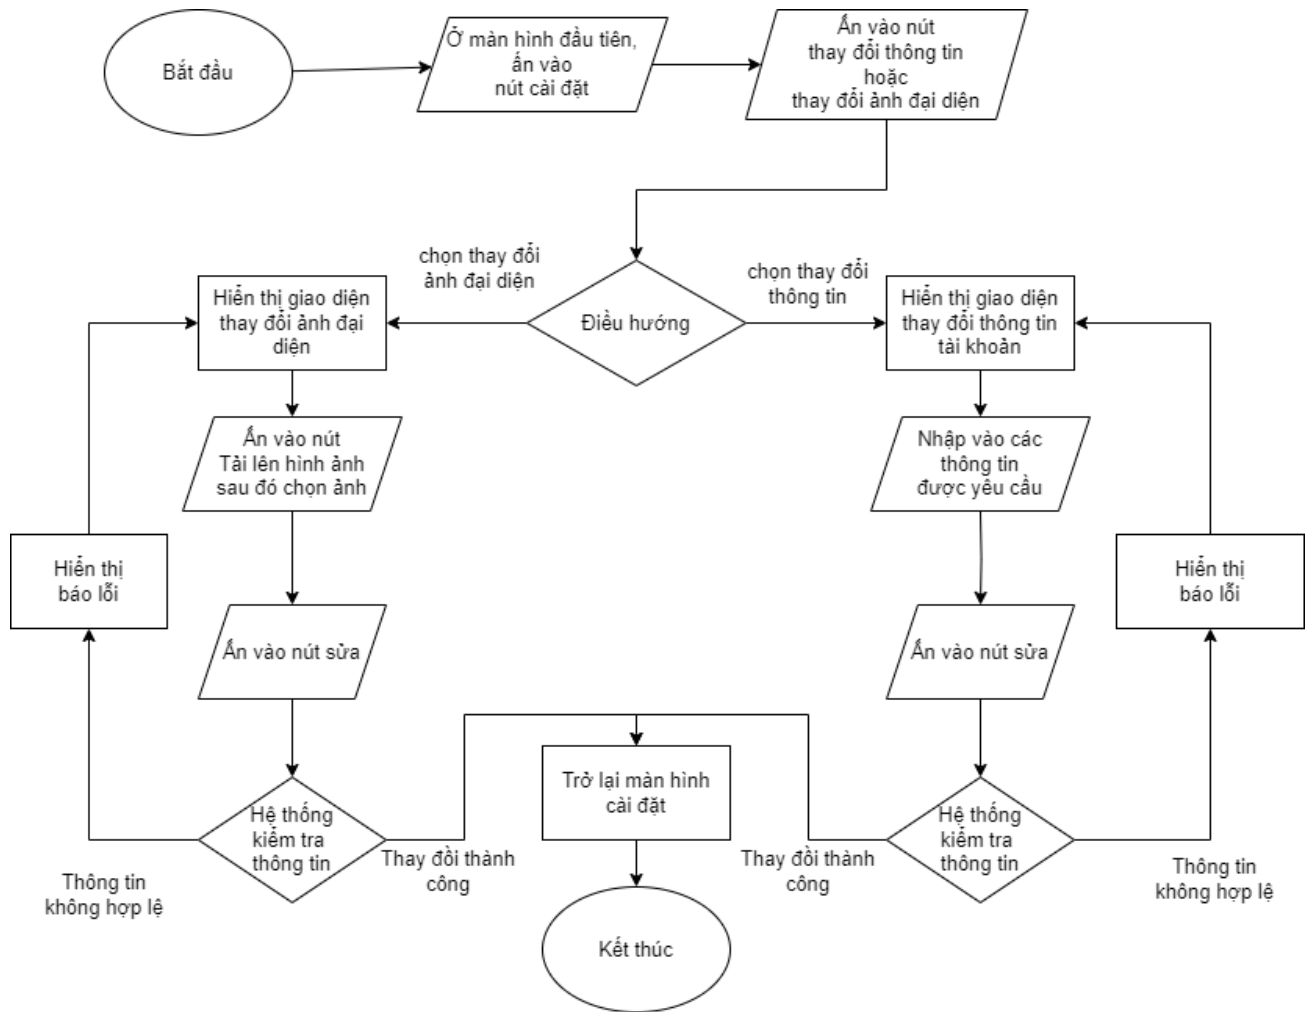 Bắt đầu
Ở màn hình đầu tiên,
ấn vào
nút cài đặt
Ấn vào nút
thay đổi thông tin
hoặc
thay đổi ảnh đại diện
chọn thay đổi
ảnh đại diện
Điều hướng
chọn thay đổi
thông tin
Hiển thị giao diện
thay đổi ảnh đại
diện
Hiển thị giao diện
thay đổi thông tin
tài khoản
Ấn vào nút
Tải lên hình ảnh
sau đó chọn ảnh
Nhập vào các
thông tin
được yêu cầu
Hiển thị
báo lỗi
Hiển thị
báo lỗi
Ấn vào nút sửa
Ấn vào nút sửa
Hệ thống
kiểm tra
thông tin
Trở lại màn hình
cài đặt
Hệ thống
kiểm tra
thông tin
Thông tin
không hợp lệ
Thay đồi thành
công
Thay đồi thành
công
Thông tin
không hợp lệ
Kết thúc